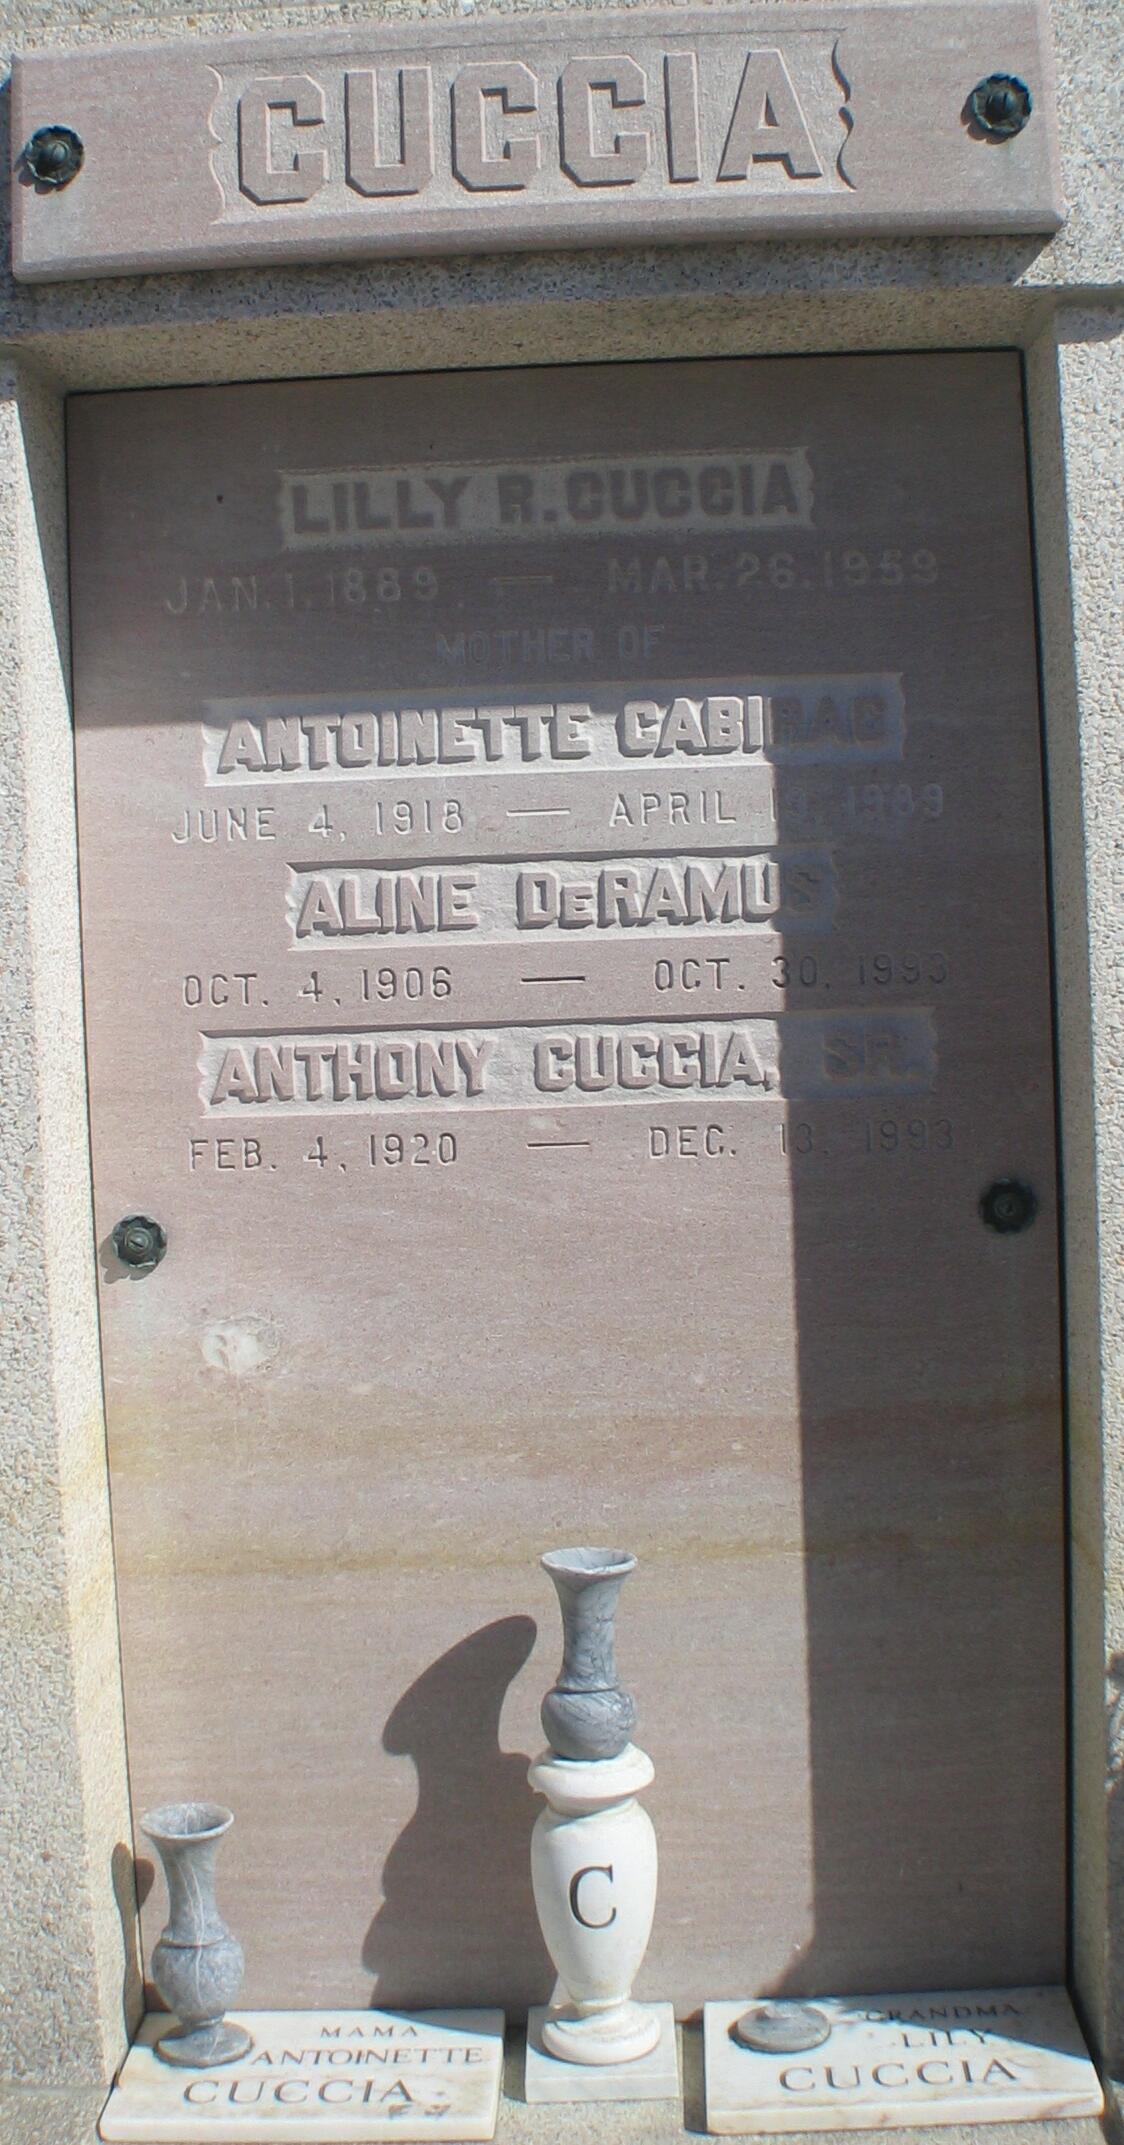 CUCCIA
LILLY R. CUCCIA
JAN. 1. 1889 — MAR. 26. 1959
MOTHER OF
ANTOINETTE CABIRAC
JUNE 4, 1918 — APRIL 19, 1989
ALINE DeRAMUS
OCT. 4, 1906 — OCT. 30, 1993
ANTHONY CUCCIA, SR.
FEB. 4, 1920 — DEC. 13, 1993
C
MAMA
ANTOINETTE
CUCCIA
GRANDMA
LILY
CUCCIA